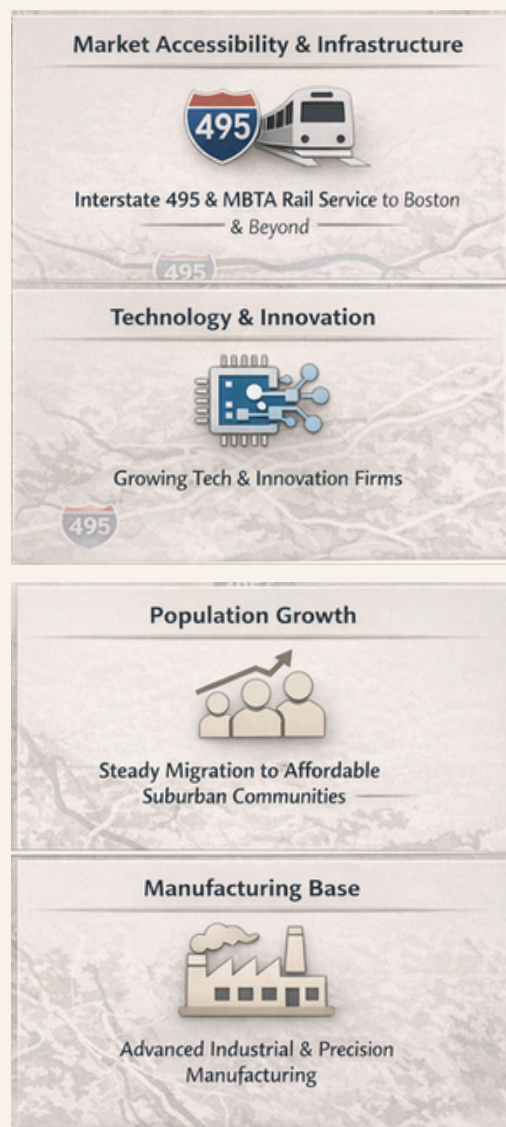 Market Accessibility & Infrastructure
495
Interstate 495 & MBTA Rail Service to Boston
& Beyond
495
Technology & Innovation
Growing Tech & Innovation Firms
495
Population Growth
Steady Migration to Affordable
Suburban Communities
Manufacturing Base
Advanced Industrial & Precision
Manufacturing